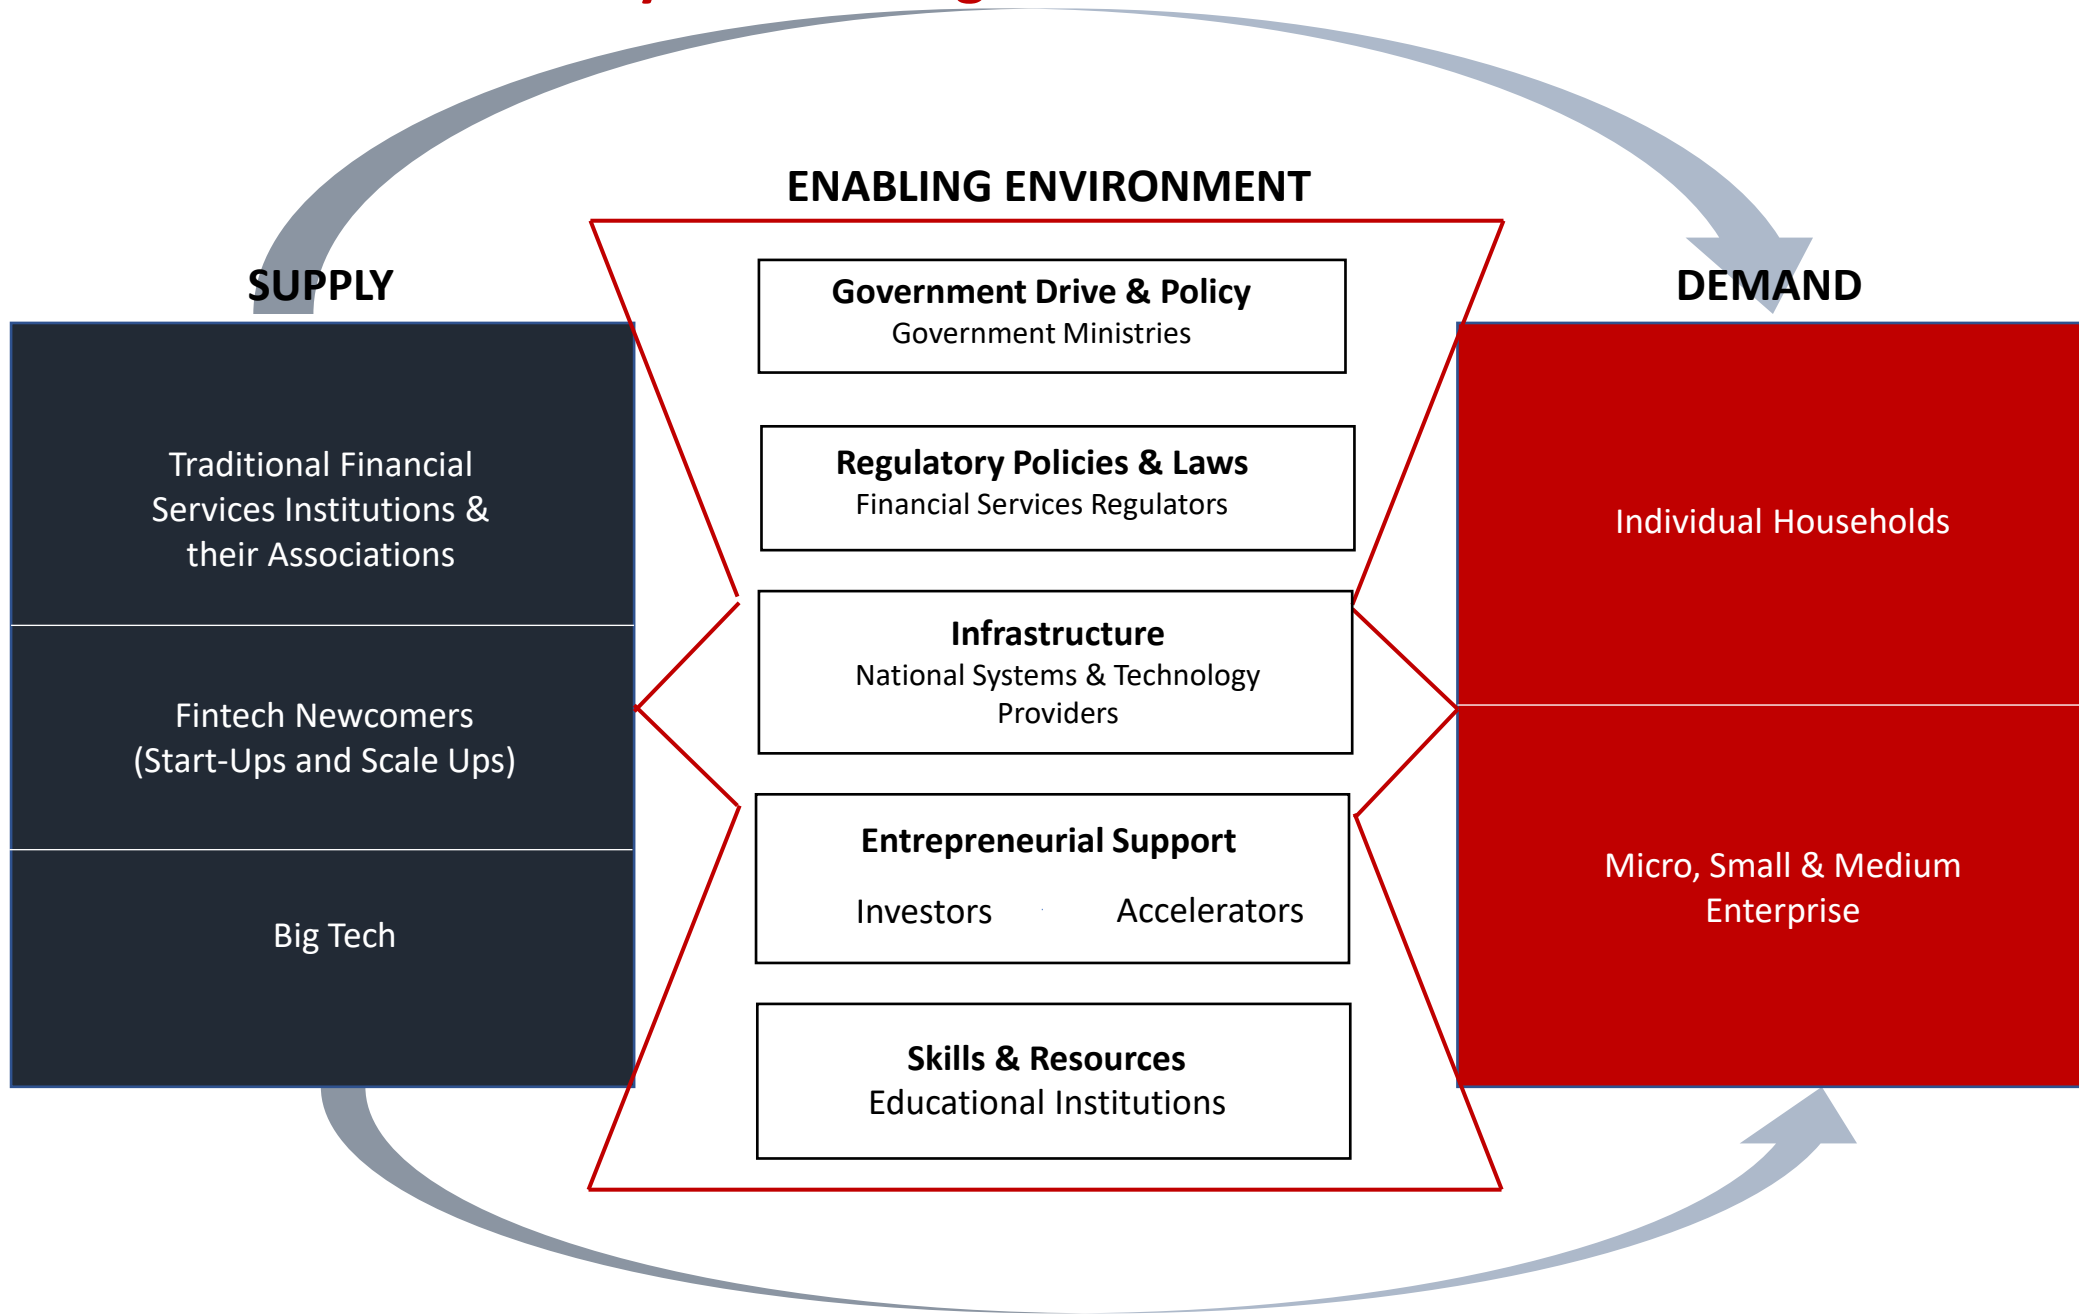 ENABLING ENVIRONMENT
SUPPLY
Traditional Financial
Services Institutions &
their Associations
Fintech Newcomers
(Start-Ups and Scale Ups)
Big Tech
Government Drive & Policy
Government Ministries
Regulatory Policies & Laws
Financial Services Regulators
Infrastructure
National Systems & Technology
Providers
Entrepreneurial Support
Investors Accelerators
Skills & Resources
Educational Institutions
DEMAND
Individual Households
Micro, Small & Medium
Enterprise